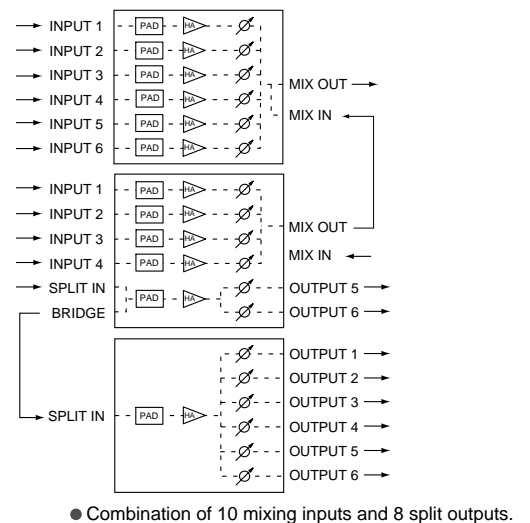 INPUT 1 PAD HA
INPUT 2 PAD HA
INPUT 3 PAD HA MIX OUT
INPUT 4 PAD HA MIX IN
INPUT 5 PAD HA
INPUT 6 PAD HA
INPUT 1 PAD HA
INPUT 2 PAD HA MIX OUT
INPUT 3 PAD HA
INPUT 4 PAD HA MIX IN
SPLIT IN PAD HA OUTPUT 5
BRIDGE OUTPUT 6
OUTPUT 1
OUTPUT 2
OUTPUT 3
SPLIT IN PAD HA OUTPUT 4
OUTPUT 5
OUTPUT 6
● Combination of 10 mixing inputs and 8 split outputs.